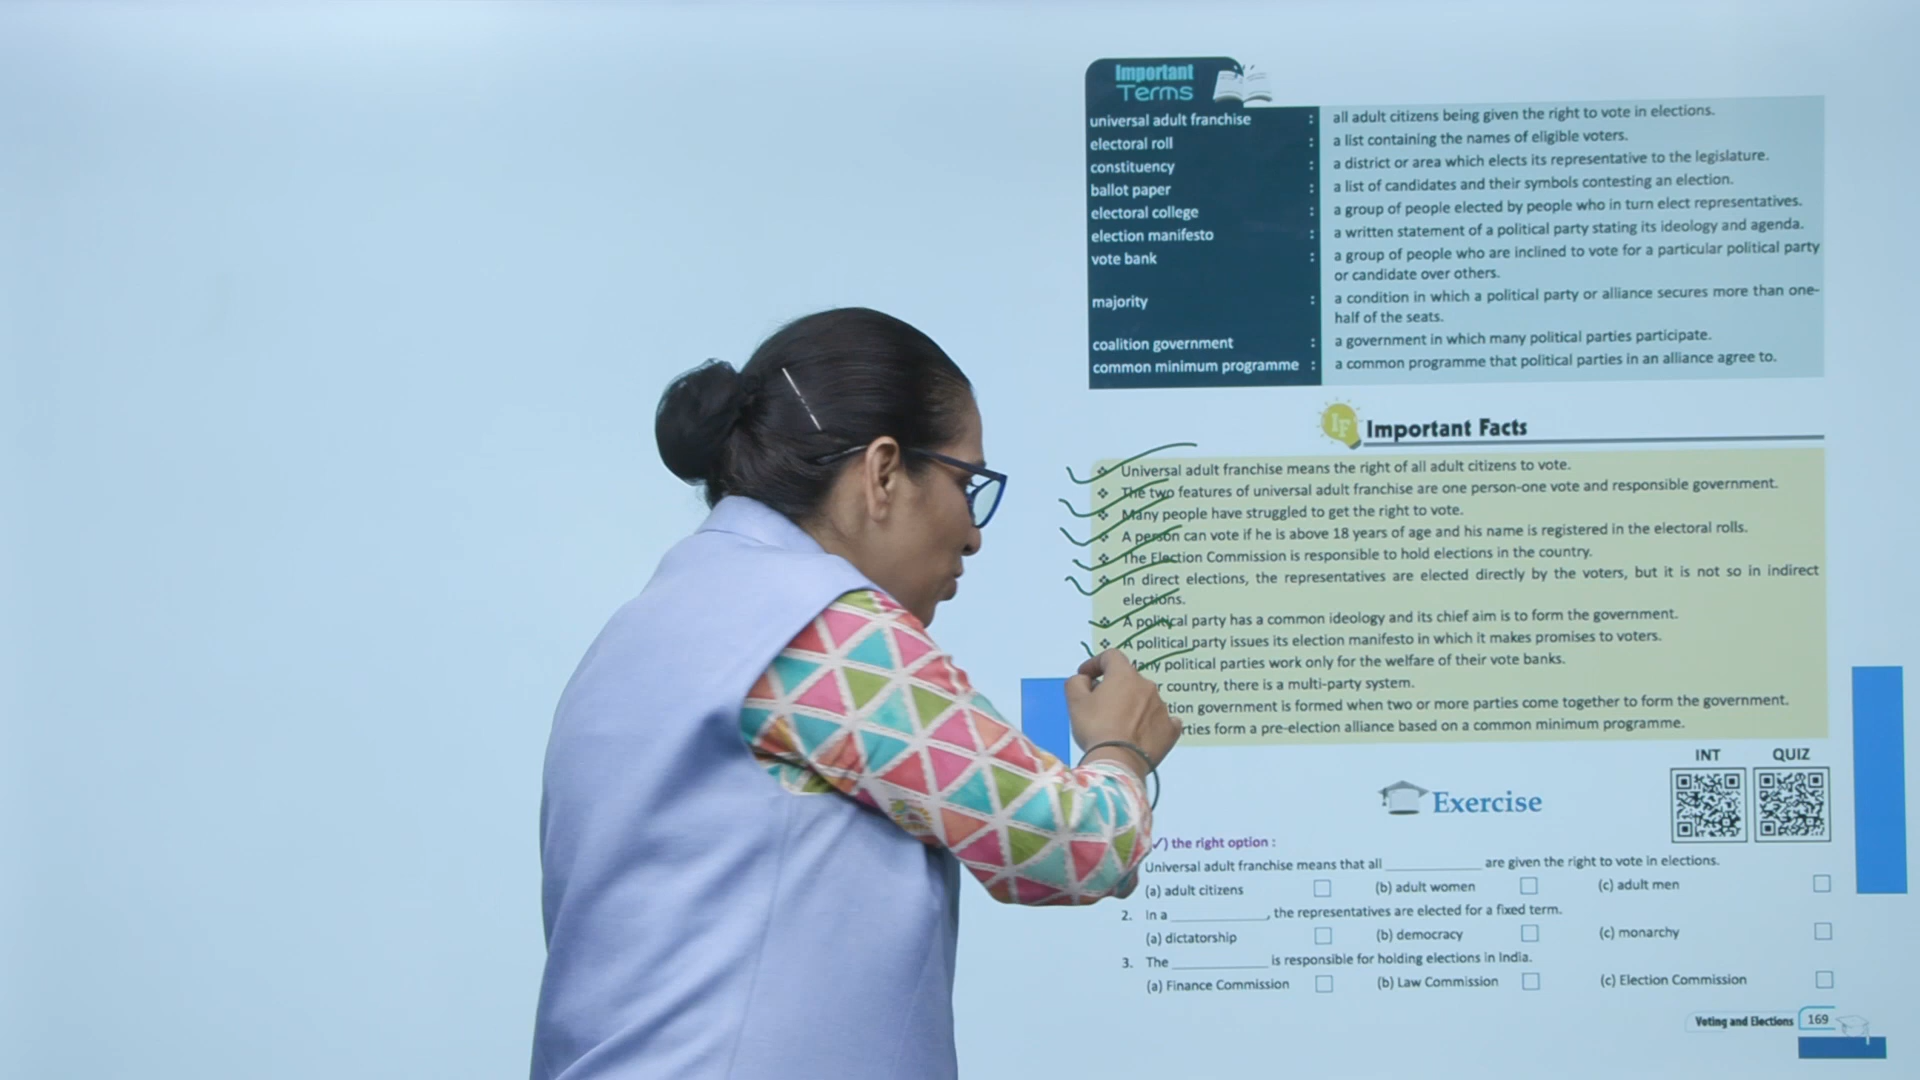 Important
Terms
universal adult franchise : all adult citizens being given the right to vote in elections.
electoral roll : a list containing the names of eligible voters.
constituency : a district or area which elects its representative to the legislature.
ballot paper : a list of candidates and their symbols contesting an election.
electoral college : a group of people elected by people who in turn elect representatives.
election manifesto : a written statement of a political party stating its ideology and agenda.
vote bank : a group of people who are inclined to vote for a particular political party
or candidate over others.
majority : a condition in which a political party or alliance secures more than one-
half of the seats.
coalition government : a government in which many political parties participate.
common minimum programme : a common programme that political parties in an alliance agree to.
IF Important Facts
Universal adult franchise means the right of all adult citizens to vote.
The two features of universal adult franchise are one person-one vote and responsible government.
Many people have struggled to get the right to vote.
A person can vote if he is above 18 years of age and his name is registered in the electoral rolls.
The Election Commission is responsible to hold elections in the country.
In direct elections, the representatives are elected directly by the voters, but it is not so in indirect
elections.
A political party has a common ideology and its chief aim is to form the government.
A political party issues its election manifesto in which it makes promises to voters.
Many political parties work only for the welfare of their vote banks.
country, there is a multi-party system.
government is formed when two or more parties come together to form the government.
form a pre-election alliance based on a common minimum programme.
INT QUIZ
Exercise
✓) the right option :
Universal adult franchise means that all __________ are given the right to vote in elections.
(a) adult citizens (b) adult women (c) adult men
2. In a __________, the representatives are elected for a fixed term.
(a) dictatorship (b) democracy (c) monarchy
3. The __________ is responsible for holding elections in India.
(a) Finance Commission (b) Law Commission (c) Election Commission
Voting and Elections 169